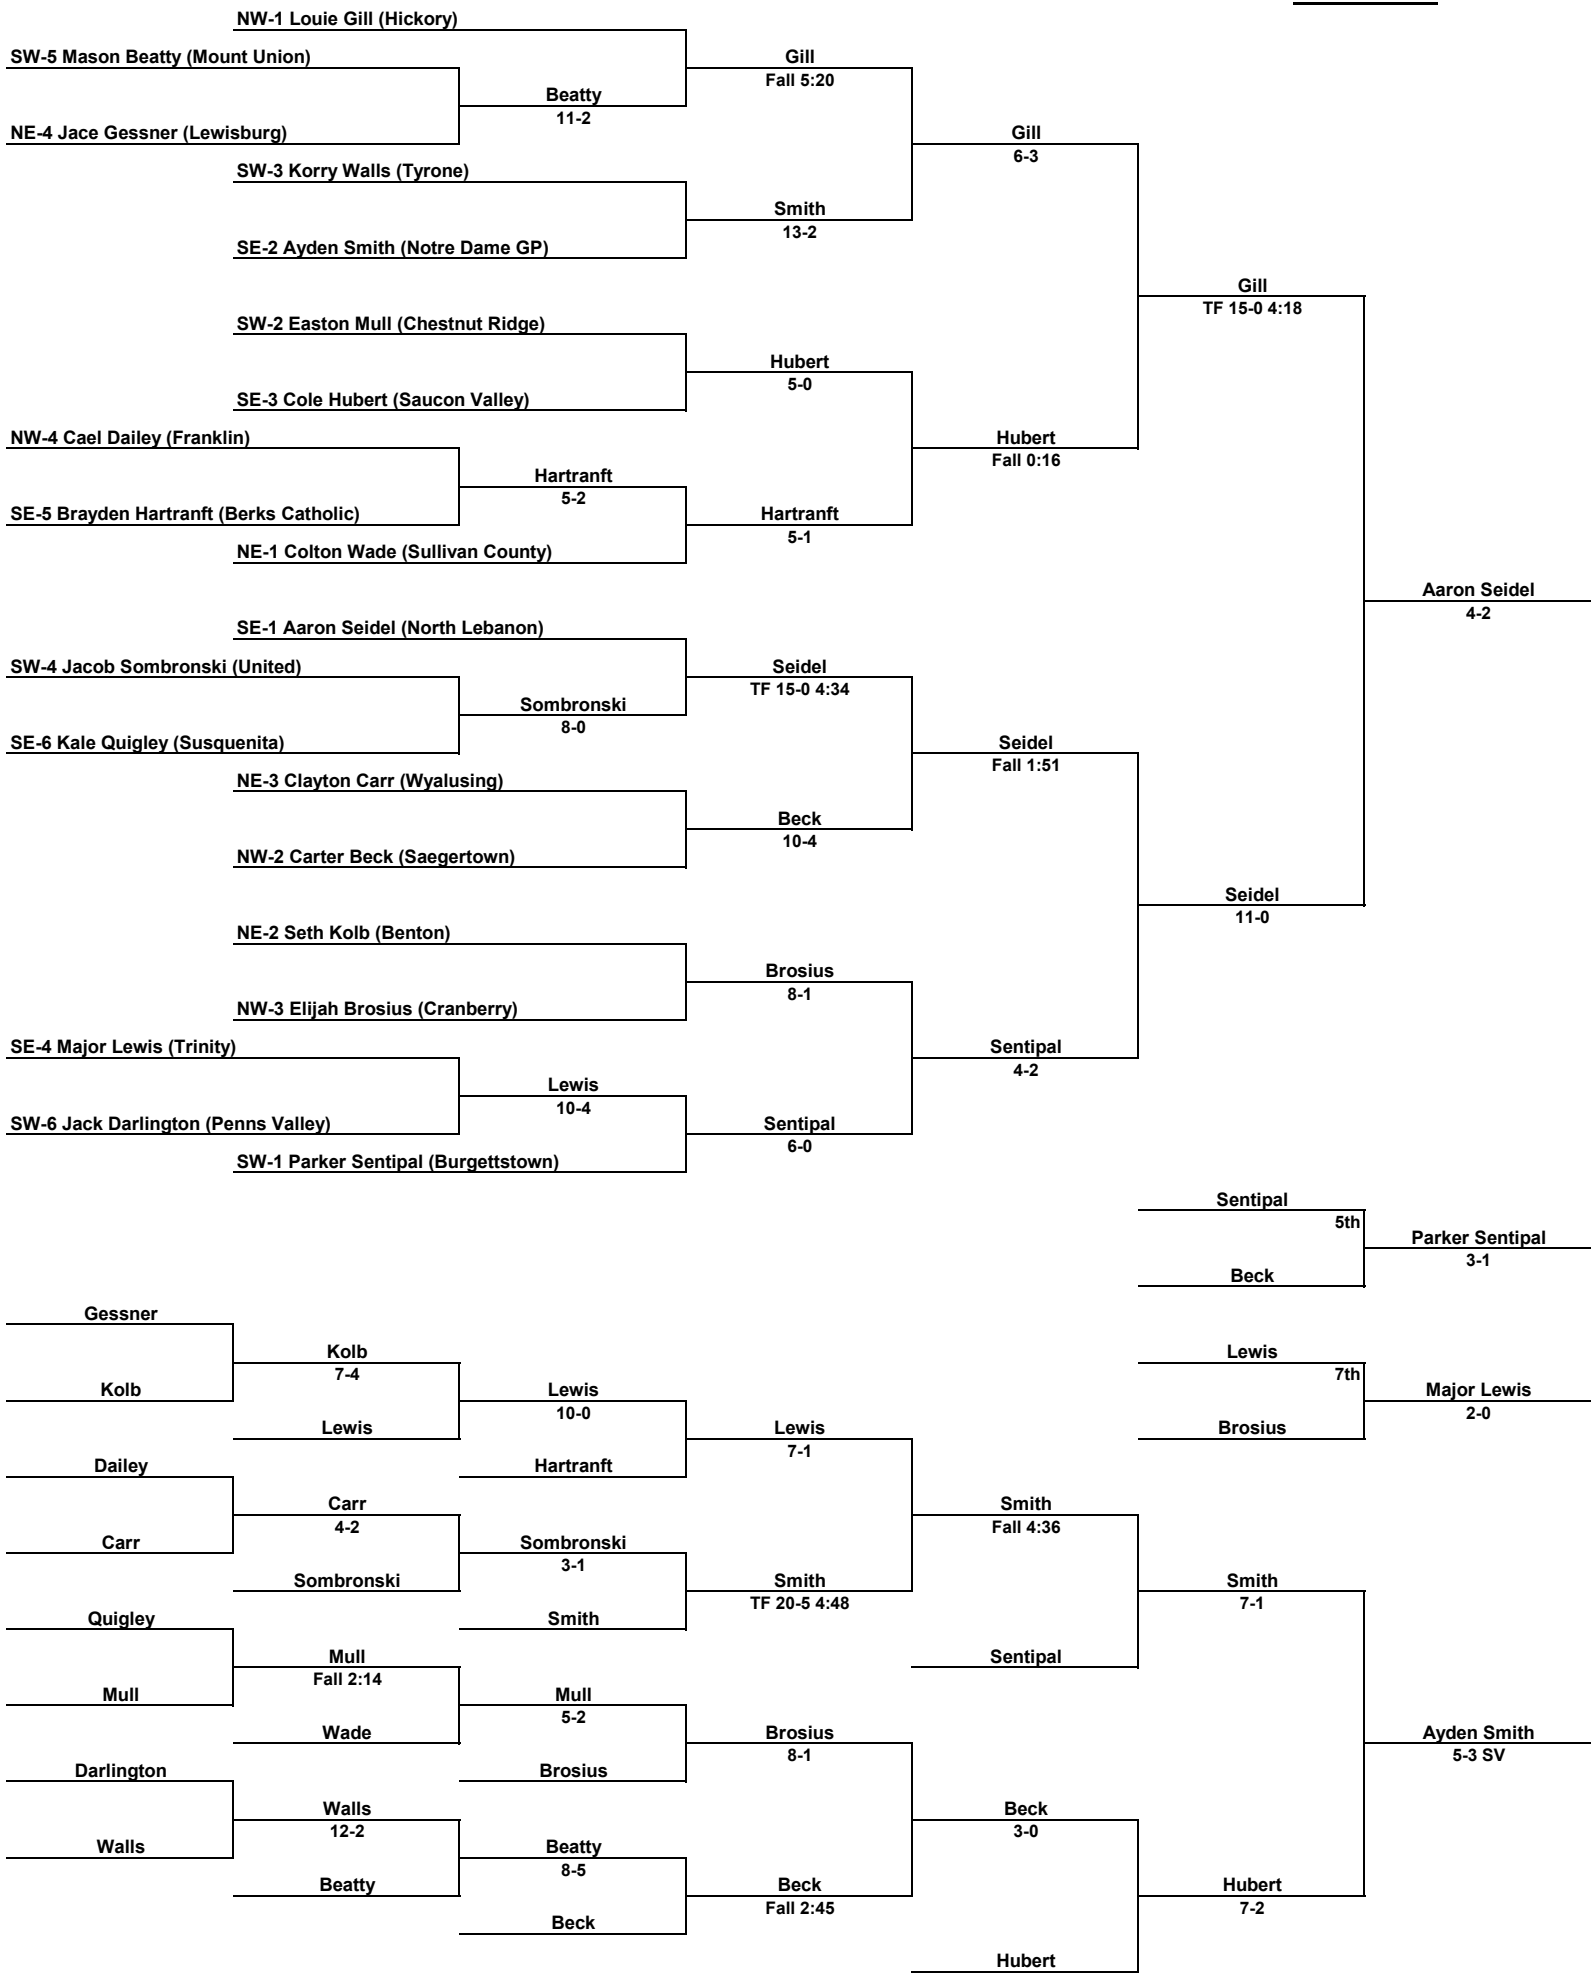 NW-1 Louie Gill (Hickory)
SW-5 Mason Beatty (Mount Union)
Gill
Fall 5:20
Beatty
11-2
NE-4 Jace Gessner (Lewisburg)
Gill
6-3
SW-3 Korry Walls (Tyrone)
Smith
13-2
SE-2 Ayden Smith (Notre Dame GP)
Gill
TF 15-0 4:18
SW-2 Easton Mull (Chestnut Ridge)
Hubert
5-0
SE-3 Cole Hubert (Saucon Valley)
NW-4 Cael Dailey (Franklin)
Hubert
Fall 0:16
Hartranft
5-2
SE-5 Brayden Hartranft (Berks Catholic)
Hartranft
5-1
NE-1 Colton Wade (Sullivan County)
Aaron Seidel
4-2
SE-1 Aaron Seidel (North Lebanon)
SW-4 Jacob Sombronski (United)
Seidel
TF 15-0 4:34
Sombronski
8-0
SE-6 Kale Quigley (Susquenita)
Seidel
Fall 1:51
NE-3 Clayton Carr (Wyalusing)
Beck
10-4
NW-2 Carter Beck (Saegertown)
Seidel
11-0
NE-2 Seth Kolb (Benton)
Brosius
8-1
NW-3 Elijah Brosius (Cranberry)
SE-4 Major Lewis (Trinity)
Sentipal
4-2
Lewis
10-4
SW-6 Jack Darlington (Penns Valley)
Sentipal
6-0
SW-1 Parker Sentipal (Burgettstown)
Sentipal
5th
Parker Sentipal
3-1
Beck
Gessner
Kolb
7-4
Lewis
7th
Kolb
Lewis
10-0
Major Lewis
2-0
Lewis
Lewis
7-1
Brosius
Dailey
Hartranft
Carr
4-2
Smith
Fall 4:36
Carr
Sombronski
3-1
Sombronski
Smith
TF 20-5 4:48
Smith
7-1
Quigley
Smith
Mull
Fall 2:14
Sentipal
Mull
Mull
5-2
Wade
Brosius
8-1
Ayden Smith
5-3 SV
Darlington
Brosius
Walls
12-2
Beck
3-0
Walls
Beatty
8-5
Beatty
Beck
Fall 2:45
Hubert
7-2
Beck
Hubert